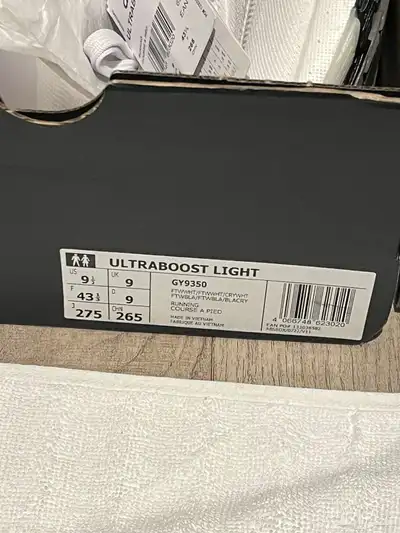 ULTRABOOST LIGHT
US 9½ UK 9
F 43⅓ D 9
J 275 CHN 265
GY9350
FTWWHT/FTWWHT/CRYWHT
FTWBLA/FTWBLA/BLACRY
RUNNING
COURSE A PIED
MADE IN VIETNAM
FABRIQUE AU VIETNAM
4 066748 623020